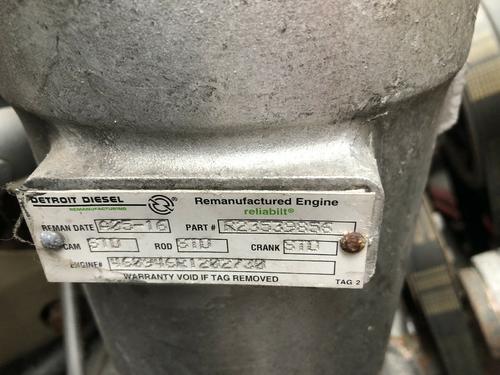 DETROIT DIESEL ® Remanufactured Engine
REMANUFACTURING reliabilt®
REMAN DATE PART # R23539856
CAM STD ROD STD CRANK STD
ENGINE#
WARRANTY VOID IF TAG REMOVED TAG 2